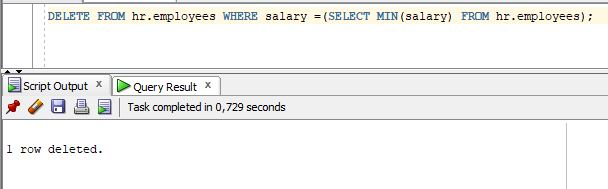 DELETE FROM hr.employees WHERE salary =(SELECT MIN(salary) FROM hr.employees);
Script Output x Query Result x
Task completed in 0,729 seconds
1 row deleted.